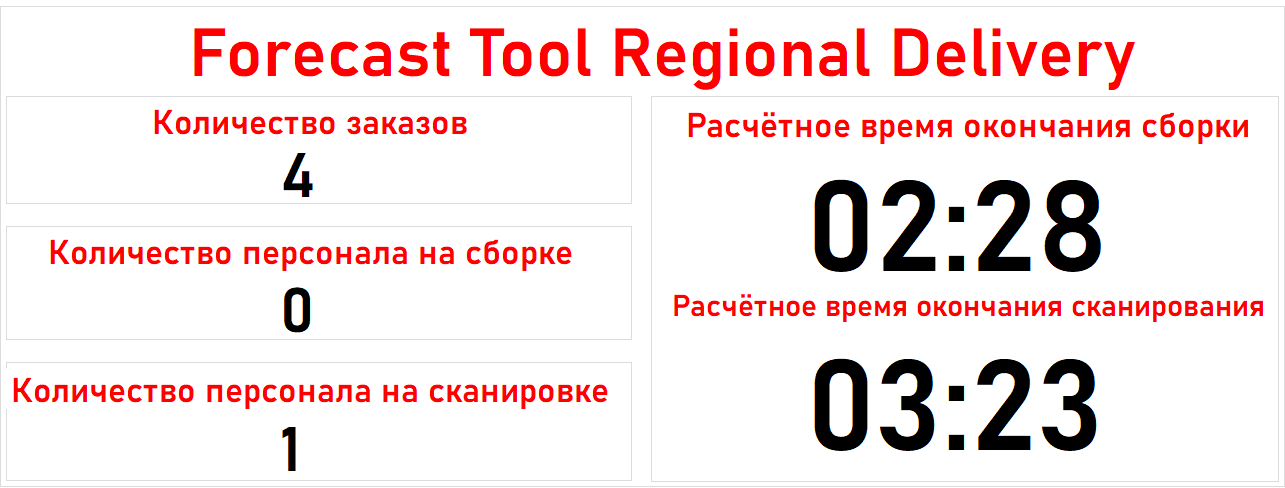 Forecast Tool Regional Delivery
Количество заказов
4
Количество персонала на сборке
0
Количество персонала на сканировке
1
Расчётное время окончания сборки
02:28
Расчётное время окончания сканирования
03:23